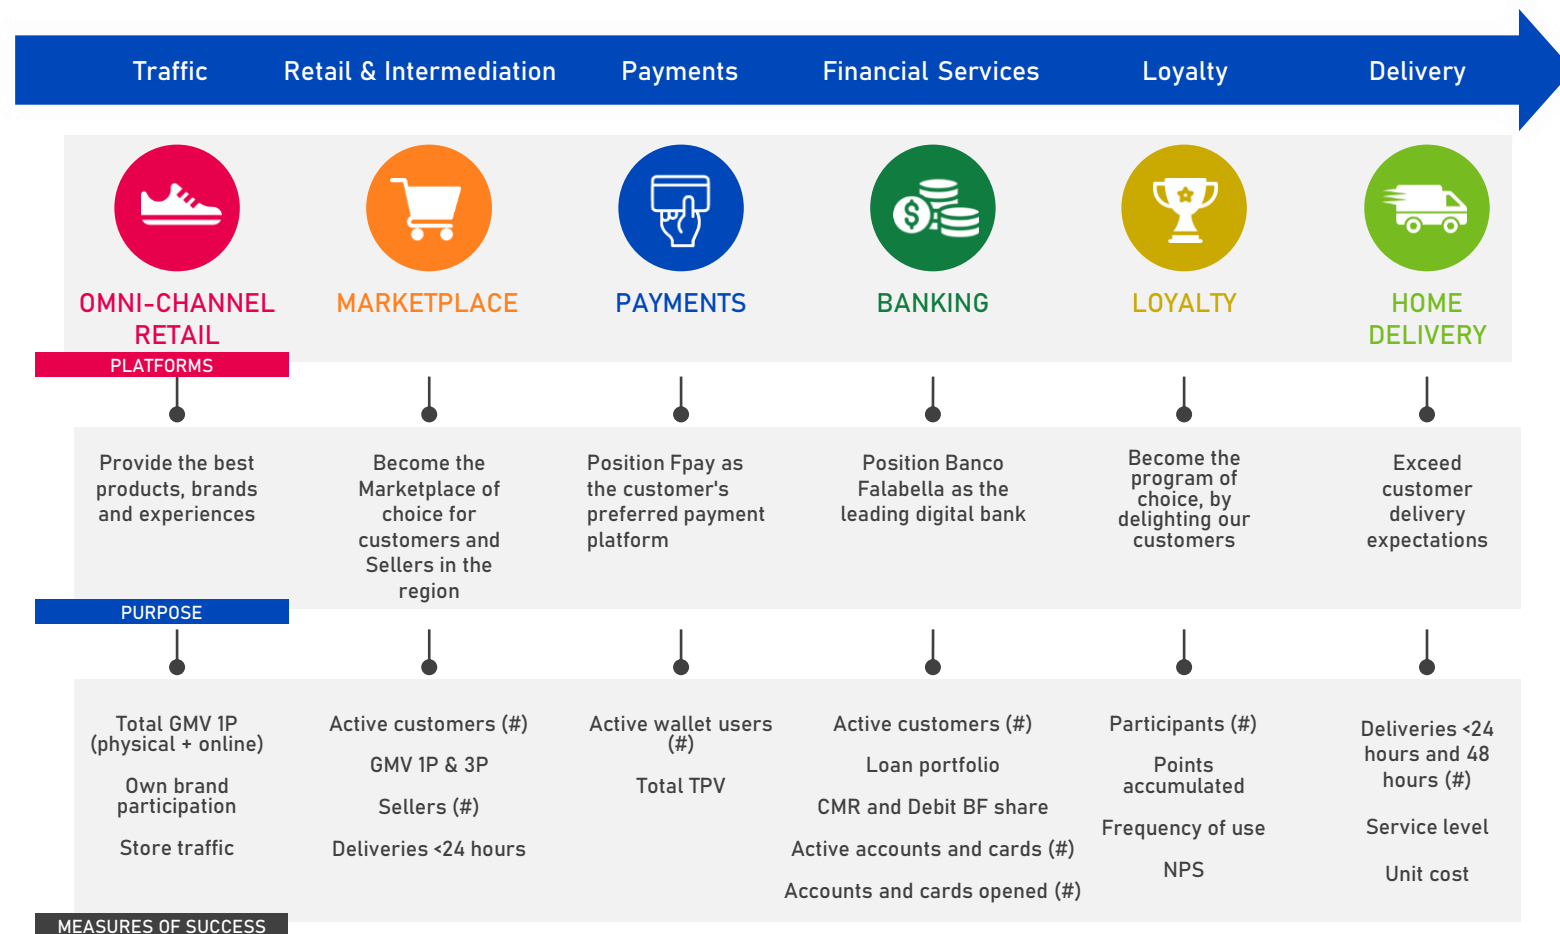 Traffic
Retail & Intermediation
Payments
Financial Services
Loyalty
Delivery
$
OMNI-CHANNEL
RETAIL
MARKETPLACE
PAYMENTS
BANKING
LOYALTY
HOME
DELIVERY
PLATFORMS
Provide the best
products, brands
and experiences
Become the
Marketplace of
choice for
customers and
Sellers in the
region
Position Fpay as
the customer's
preferred payment
platform
Position Banco
Falabella as the
leading digital bank
Become the
program of
choice, by
delighting our
customers
Exceed
customer
delivery
expectations
PURPOSE
Total GMV 1P
(physical + online)
Own brand
participation
Store traffic
Active customers (#)
GMV 1P & 3P
Sellers (#)
Deliveries <24 hours
Active wallet users
(#)
Total TPV
Active customers (#)
Loan portfolio
CMR and Debit BF share
Active accounts and cards (#)
Accounts and cards opened (#)
Participants (#)
Points
accumulated
Frequency of use
NPS
Deliveries <24
hours and 48
hours (#)
Service level
Unit cost
MEASURES OF SUCCESS